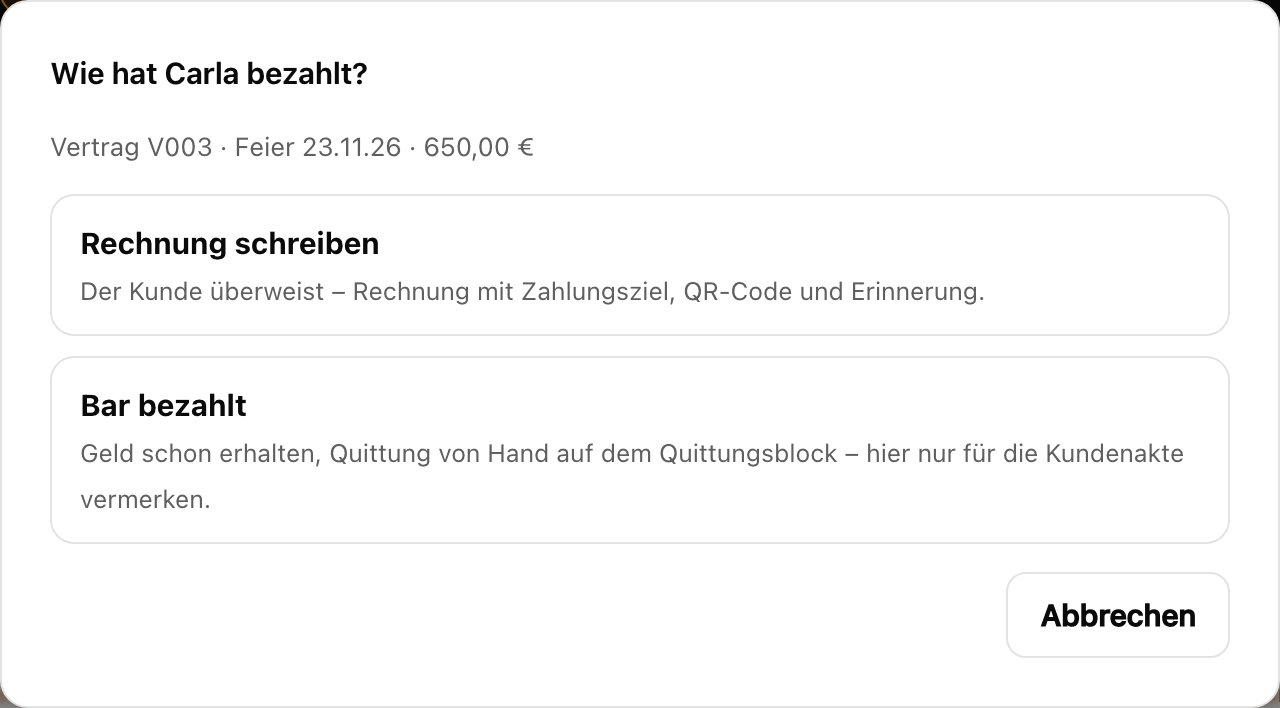 Wie hat Carla bezahlt?
Vertrag V003 · Feier 23.11.26 · 650,00 €
Rechnung schreiben
Der Kunde überweist – Rechnung mit Zahlungsziel, QR-Code und Erinnerung.
Bar bezahlt
Geld schon erhalten, Quittung von Hand auf dem Quittungsblock – hier nur für die Kundenakte
vermerken.
Abbrechen